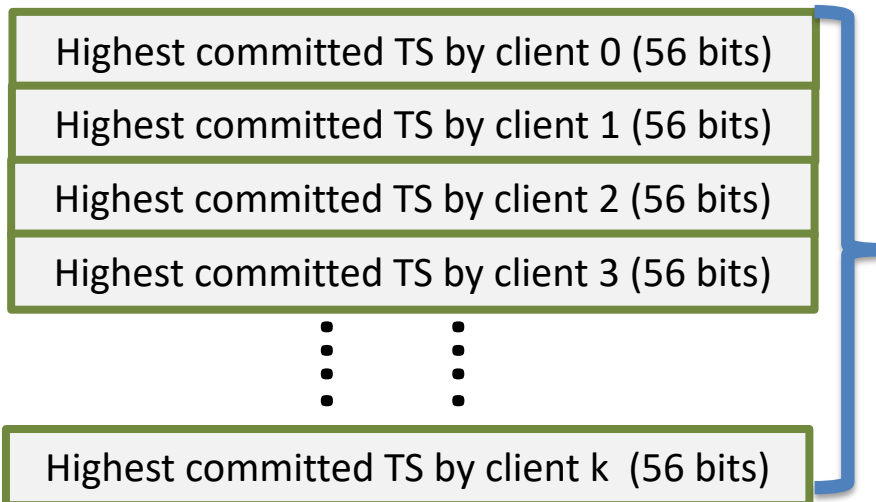 Highest committed TS by client 0 (56 bits)
Highest committed TS by client 1 (56 bits)
Highest committed TS by client 2 (56 bits)
Highest committed TS by client 3 (56 bits)
Highest committed TS by client k (56 bits)